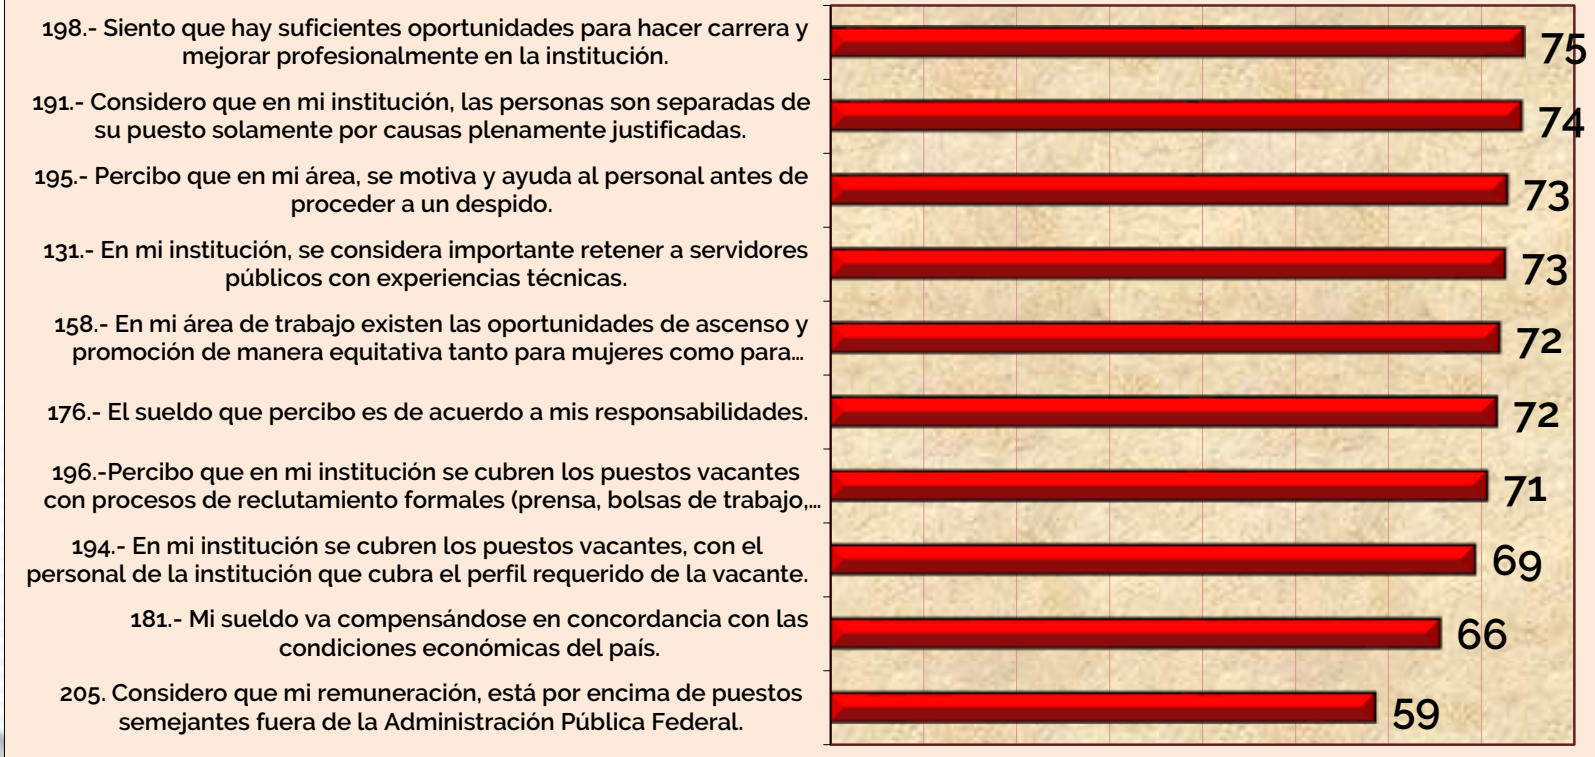 198.- Siento que hay suficientes oportunidades para hacer carrera y
mejorar profesionalmente en la institución.
75
191.- Considero que en mi institución, las personas son separadas de
su puesto solamente por causas plenamente justificadas.
74
195.- Percibo que en mi área, se motiva y ayuda al personal antes de
proceder a un despido.
73
131.- En mi institución, se considera importante retener a servidores
públicos con experiencias técnicas.
73
158.- En mi área de trabajo existen las oportunidades de ascenso y
promoción de manera equitativa tanto para mujeres como para...
72
176.- El sueldo que percibo es de acuerdo a mis responsabilidades.
72
196.-Percibo que en mi institución se cubren los puestos vacantes
con procesos de reclutamiento formales (prensa, bolsas de trabajo,...
71
194.- En mi institución se cubren los puestos vacantes, con el
personal de la institución que cubra el perfil requerido de la vacante.
69
181.- Mi sueldo va compensándose en concordancia con las
condiciones económicas del país.
66
205. Considero que mi remuneración, está por encima de puestos
semejantes fuera de la Administración Pública Federal.
59